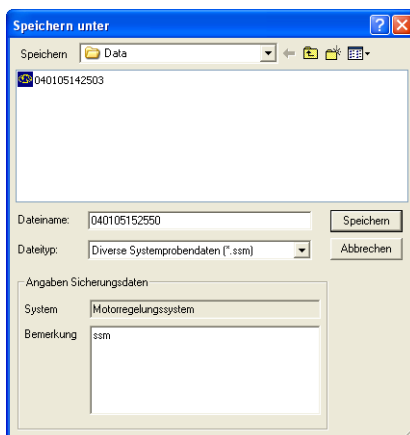 Speichern unter
Speichern Data
040105142503
Dateiname: 040105152550 Speichern
Dateityp: Diverse Systemprobendaten (*.ssm) Abbrechen
Angaben Sicherungsdaten
System Motorregelungssystem
Bemerkung ssm